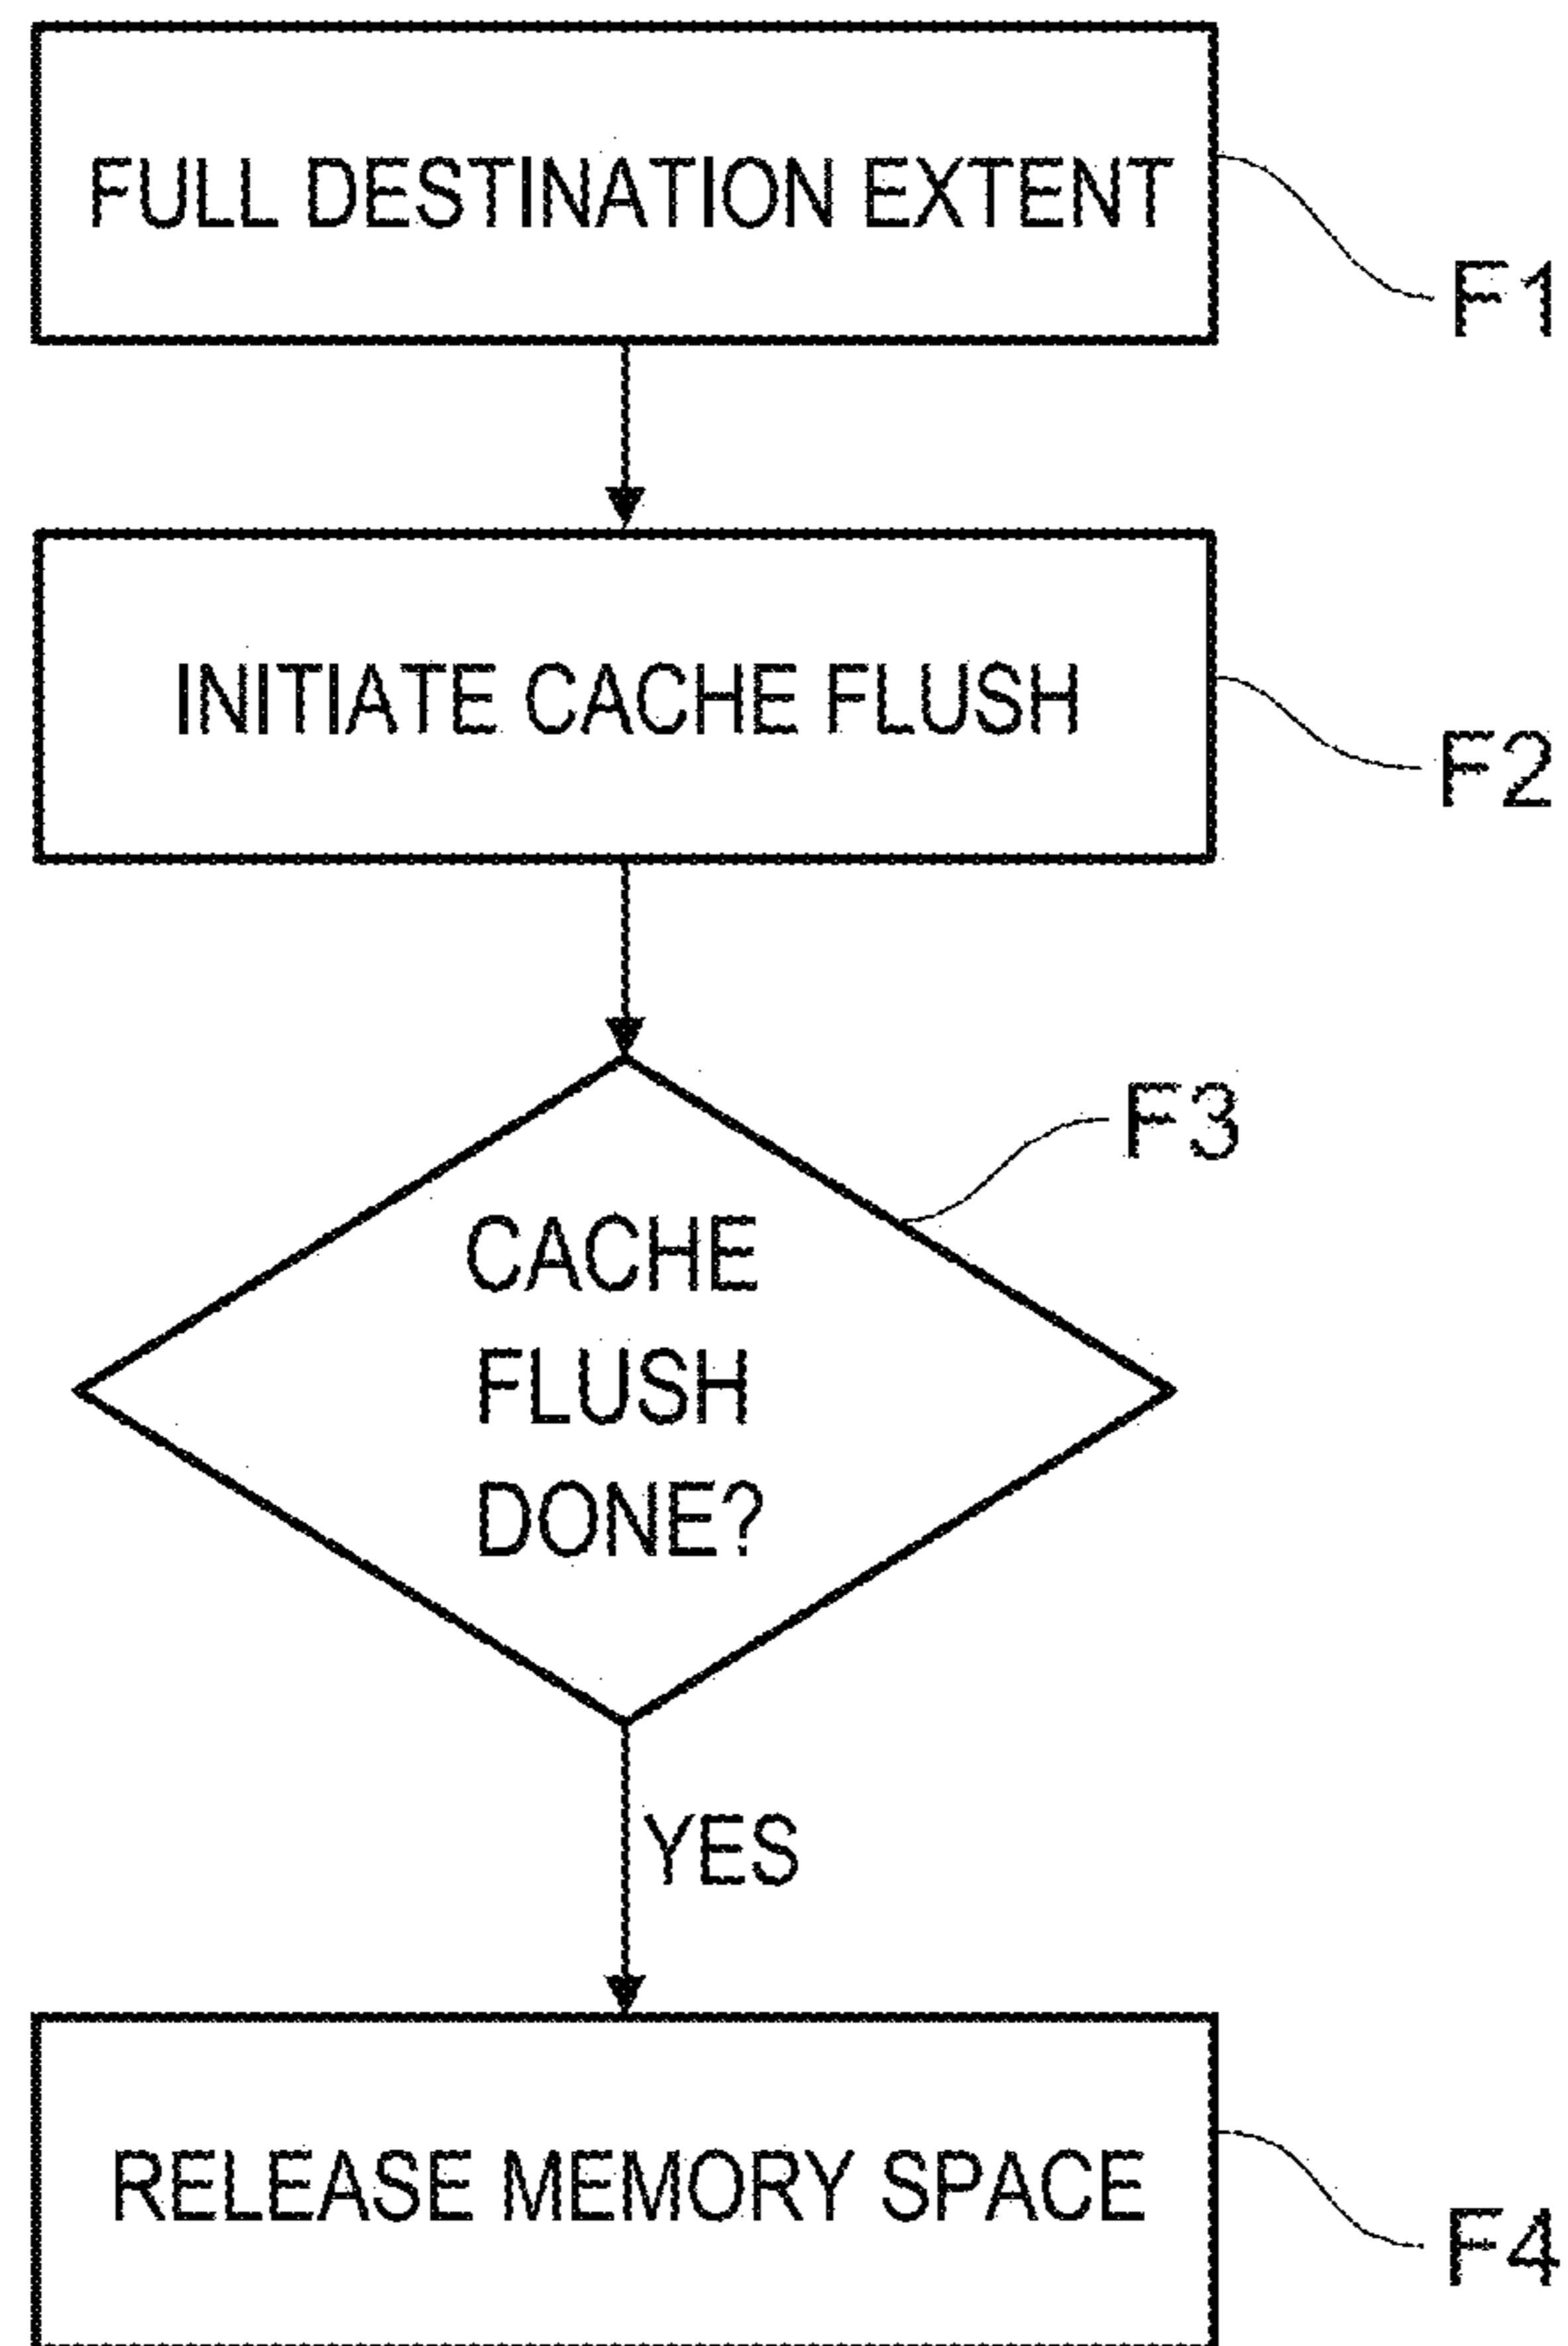 FULL DESTINATION EXTENT
F1
INITIATE CACHE FLUSH
F2
F3
CACHE
FLUSH
DONE?
YES
RELEASE MEMORY SPACE
F4